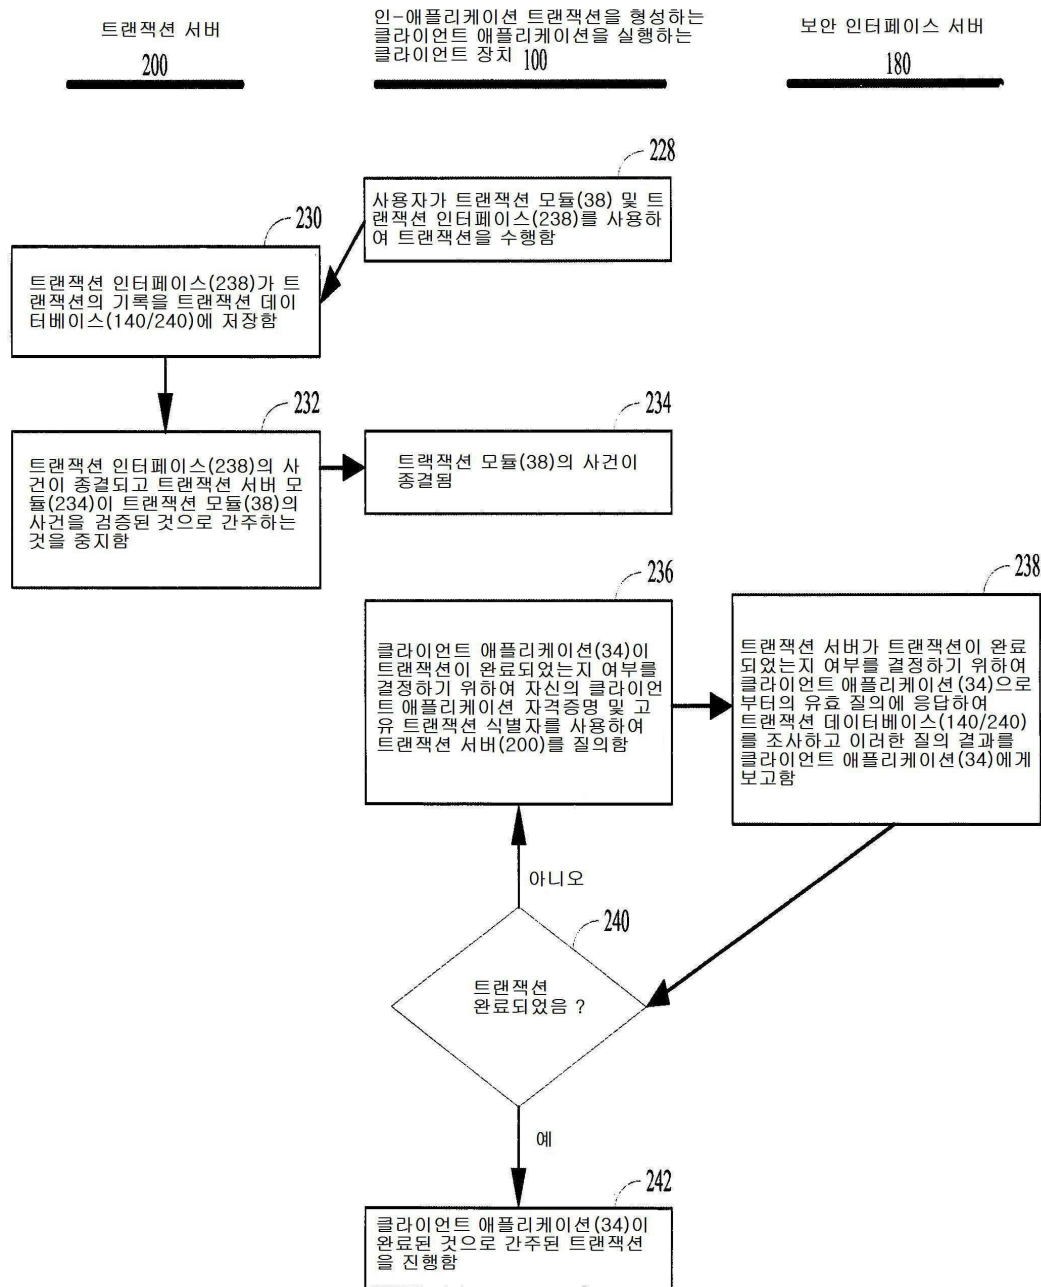 트랜잭션 서버
200
인-애플리케이션 트랜잭션을 형성하는
클라이언트 애플리케이션을 실행하는
클라이언트 장치 100
보안 인터페이스 서버
180
228
사용자가 트랜잭션 모듈(38) 및 트
랜잭션 인터페이스(238)를 사용하
여 트랜잭션을 수행함
230
트랜잭션 인터페이스(238)가 트
랜잭션의 기록을 트랜잭션 데이
터베이스(140/240)에 저장함
232
트랜잭션 인터페이스(238)의 사
건이 종결되고 트랜잭션 서버 모
듈(234)이 트랜잭션 모듈(38)의
사건을 검증된 것으로 간주하는
것을 중지함
234
트랙잭션 모듈(38)의 사건이
종결됨
236
클라이언트 애플리케이션(34)이
트랜잭션이 완료되었는지 여부를
결정하기 위하여 자신의 클라이언
트 애플리케이션 자격증명 및 고
유 트랜잭션 식별자를 사용하여
트랜잭션 서버(200)를 질의함
238
트랜잭션 서버가 트랜잭션이 완료
되었는지 여부를 결정하기 위하여
클라이언트 애플리케이션(34)으로
부터의 유효 질의에 응답하여
트랜잭션 데이터베이스(140/240)
를 조사하고 이러한 질의 결과를
클라이언트 애플리케이션(34)에게
보고함
아니오
240
트랜잭션
완료되었음 ?
예
242
클라이언트 애플리케이션(34)이
완료된 것으로 간주된 트랜잭션
을 진행함